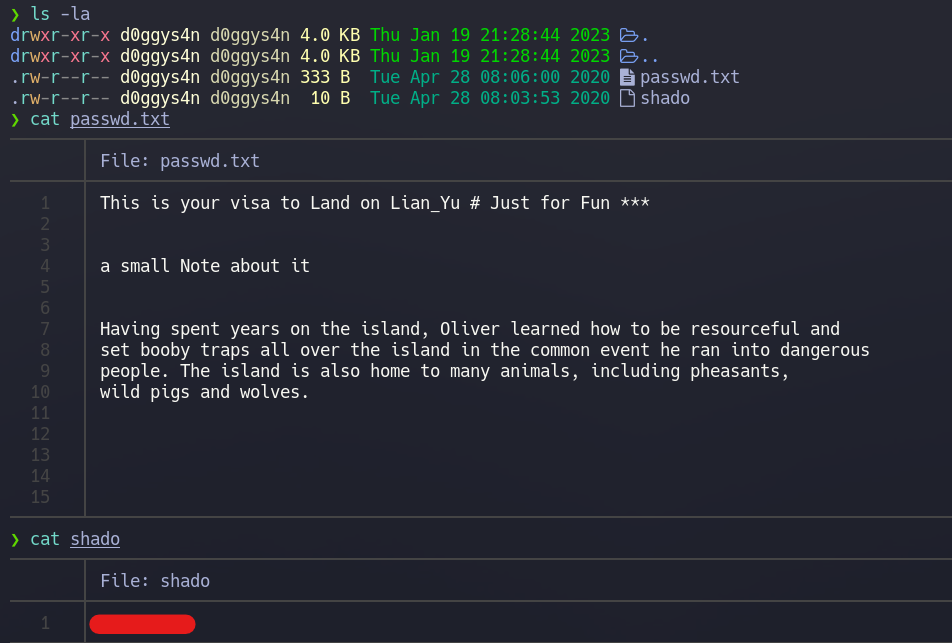 ❯ ls -la
drwxr-xr-x d0ggys4n d0ggys4n 4.0 KB Thu Jan 19 21:28:44 2023 .
drwxr-xr-x d0ggys4n d0ggys4n 4.0 KB Thu Jan 19 21:28:44 2023 ..
.rw-r--r-- d0ggys4n d0ggys4n 333 B Tue Apr 28 08:06:00 2020 passwd.txt
.rw-r--r-- d0ggys4n d0ggys4n 10 B Tue Apr 28 08:03:53 2020 shado
❯ cat passwd.txt
File: passwd.txt
1 This is your visa to Land on Lian_Yu # Just for Fun ***
2
3
4 a small Note about it
5
6
7 Having spent years on the island, Oliver learned how to be resourceful and
8 set booby traps all over the island in the common event he ran into dangerous
9 people. The island is also home to many animals, including pheasants,
10 wild pigs and wolves.
11
12
13
14
15
❯ cat shado
File: shado
1